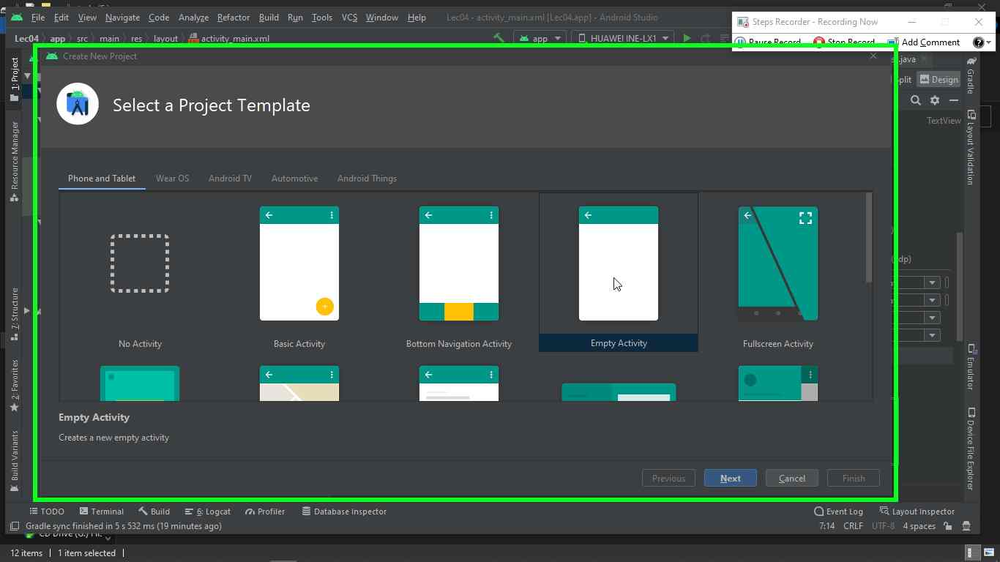 File Edit View Navigate Code Analyze Refactor Build Run Tools VCS Window Help Lec04 - activity_main.xml [Lec04.app] - Android Studio
Steps Recorder - Recording Now
Lec04 app src main res layout activity_main.xml app HUAWEI INE-LX1
Pause Record Stop Record Add Comment
Create New Project
.java
1: Project
Gradle
Split Design
Select a Project Template
TextView
Resource Manager
Layout Validation
Phone and Tablet Wear OS Android TV Automotive Android Things
No Activity Basic Activity Bottom Navigation Activity Empty Activity Fullscreen Activity
7: Structure
Emulator
2: Favorites
Empty Activity
Creates a new empty activity
Build Variants
Device File Explorer
Previous Next Cancel Finish
TODO Terminal Build 6: Logcat Profiler Database Inspector Event Log Layout Inspector
Gradle sync finished in 5 s 532 ms (19 minutes ago) 7:14 CRLF UTF-8 4 spaces
CD Drive (G:)
12 items 1 item selected